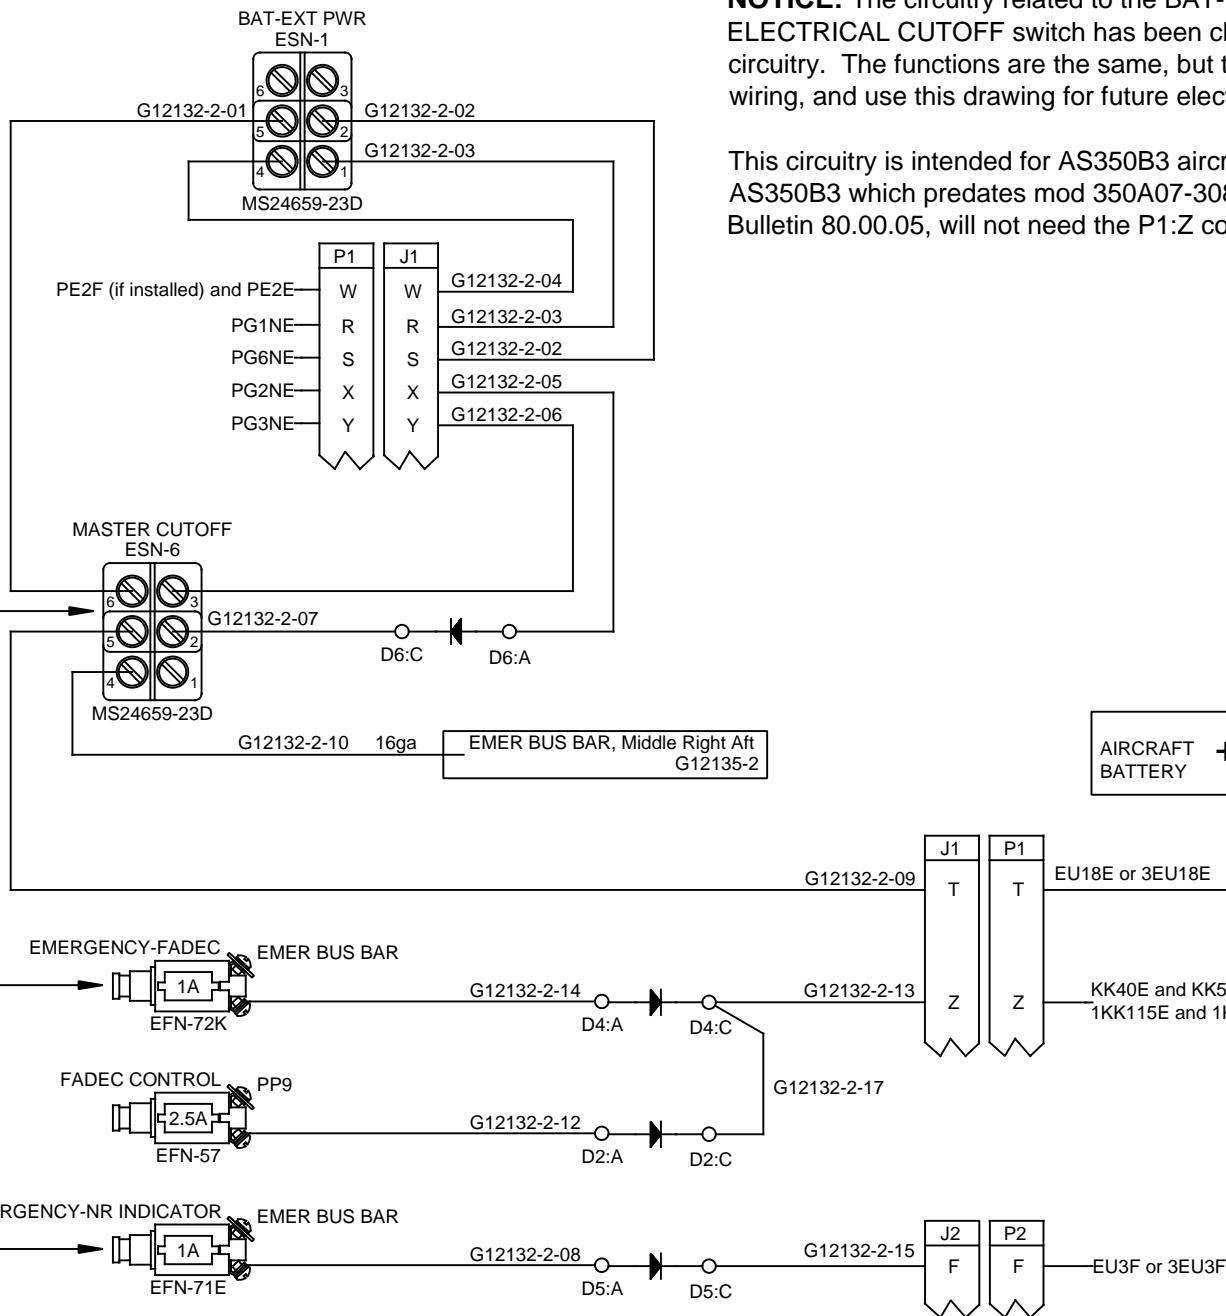 NOTICE: The circuitry related to the BAT-
ELECTRICAL CUTOFF switch has been
circuitry. The functions are the same, but
wiring, and use this drawing for future
This circuitry is intended for AS350B3
AS350B3 which predates mod 350A07-308
Bulletin 80.00.05, will not need the P1:Z
BAT-EXT PWR
ESN-1
6 3
5 2
4 1
G12132-2-01
G12132-2-02
G12132-2-03
MS24659-23D
P1 J1
PE2F (if installed) and PE2E W W G12132-2-04
PG1NE R R G12132-2-03
PG6NE S S G12132-2-02
PG2NE X X G12132-2-05
PG3NE Y Y G12132-2-06
MASTER CUTOFF
ESN-6
6 3
5 2
4 1
G12132-2-07
D6:C D6:A
MS24659-23D
G12132-2-10 16ga
EMER BUS BAR, Middle Right Aft
G12135-2
AIRCRAFT +
BATTERY
J1 P1
G12132-2-09 T T EU18E or 3EU18E
EMERGENCY-FADEC EMER BUS BAR
1A
EFN-72K
G12132-2-14 D4:A D4:C G12132-2-13 Z Z
KK40E and
1KK115E and
G12132-2-17
FADEC CONTROL PP9
2.5A
EFN-57
G12132-2-12 D2:A D2:C
RGENCY-NR INDICATOR EMER BUS BAR
1A
EFN-71E
G12132-2-08 D5:A D5:C G12132-2-15
J2 P2
F F EU3F or 3EU3F